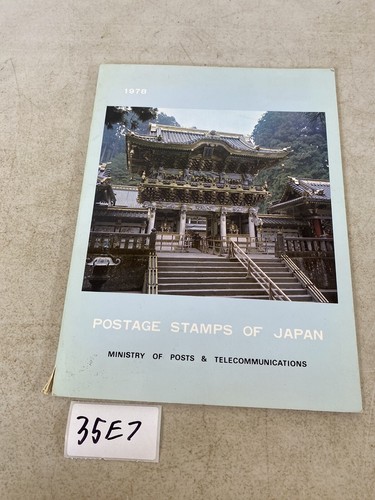 1978
POSTAGE STAMPS OF JAPAN
MINISTRY OF POSTS & TELECOMMUNICATIONS
35E7